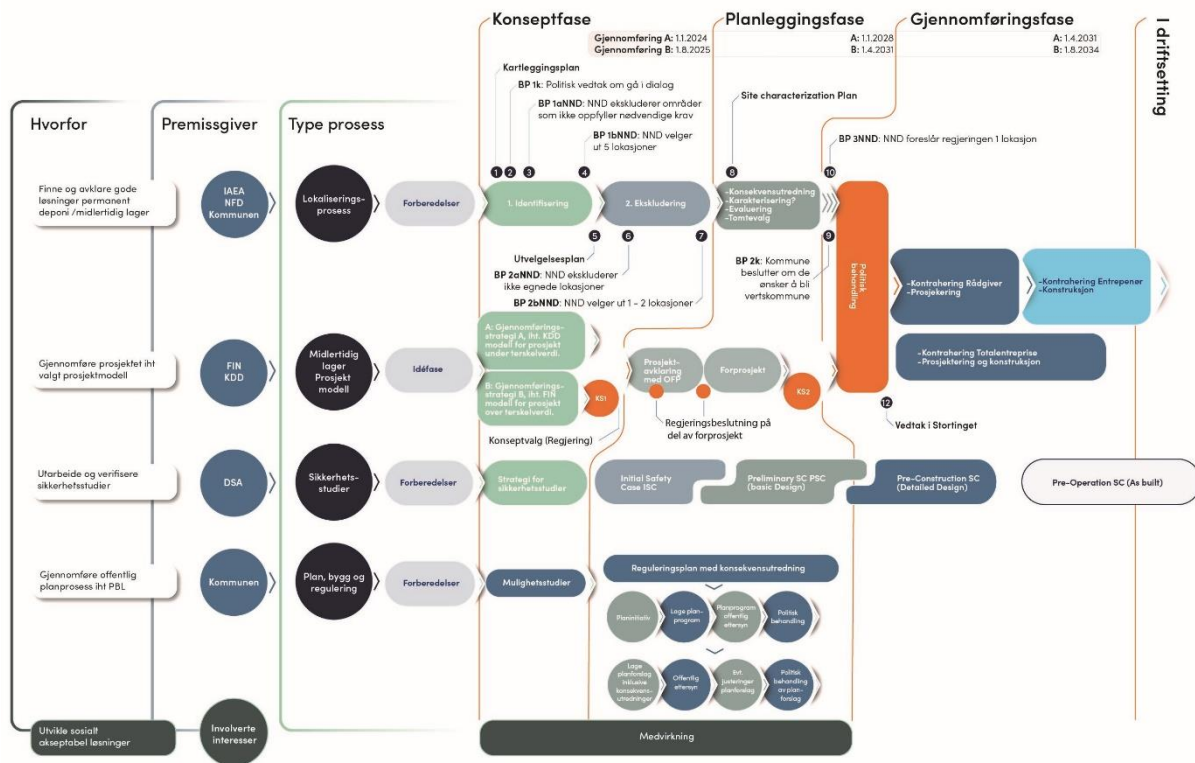 Konseptfase
Planleggingsfase
Gjennomføringsfase
I driftsetting
Gjennomføring A: 1.1.2024
Gjennomføring B: 1.8.2025
A: 1.1.2028
B: 1.4.2031
A: 1.4.2031
B: 1.8.2034
Hvorfor
Premissgiver
Type prosess
Kartleggingsplan
BP 1k: Politisk vedtak om gå i dialog
BP 1aNND: NND ekskluderer områder
som ikke oppfyller nødvendige krav
BP 1bNND: NND velger
ut 5 lokasjoner
Site characterization Plan
BP 3NND: NND foreslår regjeringen 1 lokasjon
1
2
3
4
8
10
Finne og avklare gode
løsninger permanent
deponi /midlertidig lager
IAEA
NFD
Kommunen
Lokaliserings-
prosess
Forberedelser
1. Identifisering
2. Ekskludering
-Konsekvensutredning
-Karakterisering?
-Evaluering
-Tomtevalg
Politisk
behandling
5
6
7
9
Utvelgelsesplan
BP 2aNND: NND ekskluderer
ikke egnede lokasjoner
BP 2bNND: NND velger ut 1 – 2 lokasjoner
BP 2k: Kommune
beslutter om de
ønsker å bli
vertskommune
-Kontrahering Rådgiver
-Prosjekering
-Kontrahering Entrepenør
-Konstruksjon
Gjennomføre prosjektet iht
valgt prosjektmodell
FIN
KDD
Midlertidig
lager
Prosjekt
modell
Idéfase
A: Gjennomførings-
strategi A, iht. KDD
modell for prosjekt
under terskelverdi.
B: Gjennomførings-
strategi B, iht. FIN
modell for prosjekt
over terskelverdi.
KS1
Prosjekt-
avklaring
med OFP
Forprosjekt
KS2
-Kontrahering Totalentreprise
-Prosjektering og konstruksjon
12
Vedtak i Stortinget
Konseptvalg (Regjering)
Regjeringsbeslutning på
del av forprosjekt
Utarbeide og verifisere
sikkerhetsstudier
DSA
Sikkerhets-
studier
Forberedelser
Strategi for
sikkerhetsstudier
Initial Safety
Case ISC
Preliminary SC PSC
(basic Design)
Pre-Construction SC
(Detailed Design)
Pre-Operation SC (As built)
Gjennomføre offentlig
planprosess iht PBL
Kommunen
Plan, bygg og
regulering
Forberedelser
Mulighetsstudier
Reguleringsplan med konsekvensutredning
Planinitiativ
Lage plan-
program
Planprogram
offentlig
ettersyn
Politisk
behandling
Lage
planforslag
inklusive
konsekvens-
utredninger
Offentlig
ettersyn
Evt.
justeringer
planforslag
Politisk
behandling
av plan-
forslag
Utvikle sosialt
akseptabel løsninger
Involverte
interesser
Medvirkning